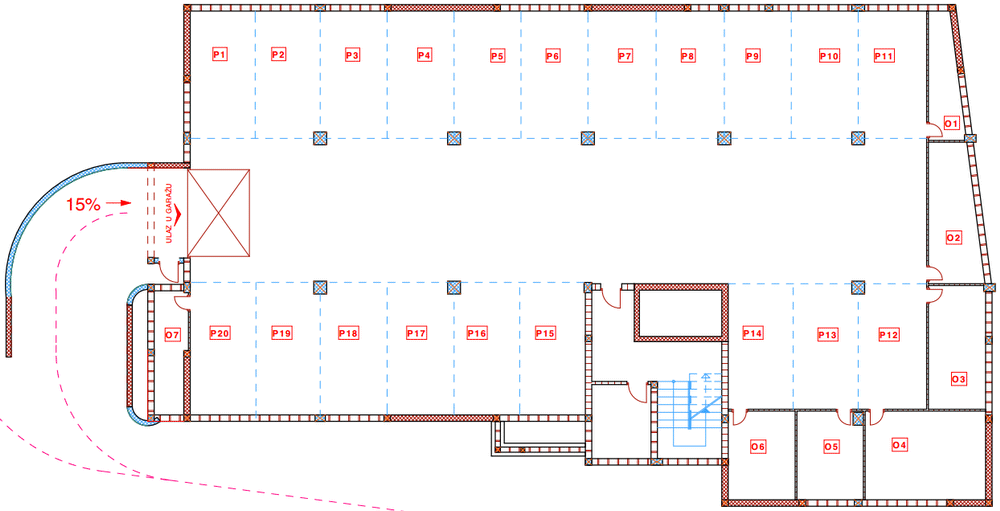 P1 P2 P3 P4 P5 P6 P7 P8 P9 P10 P11
O1
15%
ULAZ U GARAŽU
O2
O7 P20 P19 P18 P17 P16 P15 P14 P13 P12
O3
O6 O5 O4